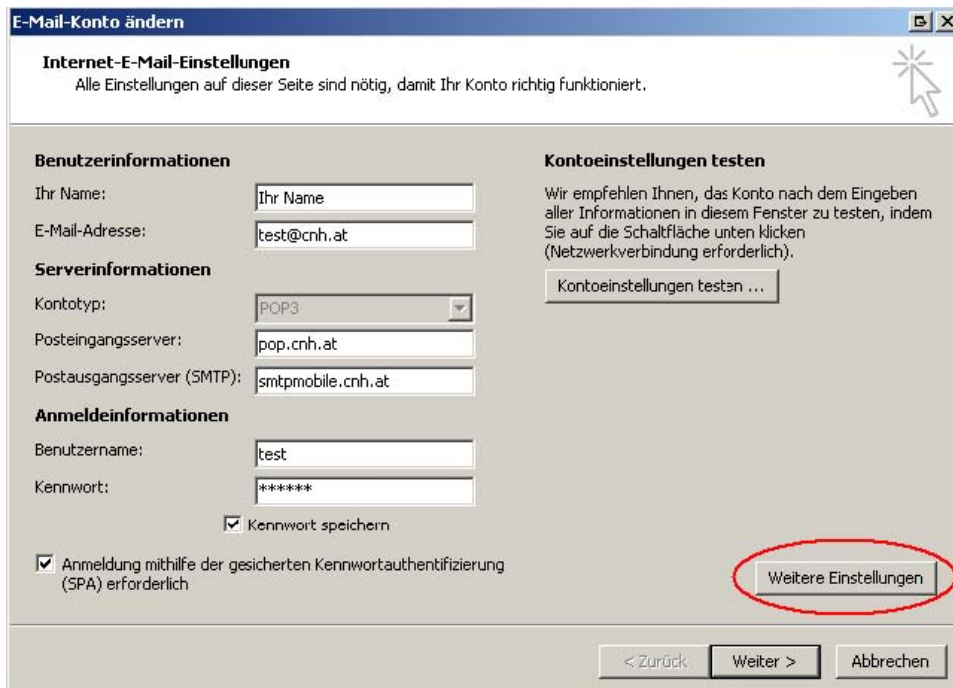 E-Mail-Konto ändern
Internet-E-Mail-Einstellungen
Alle Einstellungen auf dieser Seite sind nötig, damit Ihr Konto richtig funktioniert.
Benutzerinformationen
Ihr Name:
Ihr Name
E-Mail-Adresse:
test@cnh.at
Serverinformationen
Kontotyp:
POP3
Posteingangsserver:
pop.cnh.at
Postausgangsserver (SMTP):
smtpmobile.cnh.at
Anmeldeinformationen
Benutzername:
test
Kennwort:
******
Kennwort speichern
Anmeldung mithilfe der gesicherten Kennwortauthentifizierung
(SPA) erforderlich
Kontoeinstellungen testen
Wir empfehlen Ihnen, das Konto nach dem Eingeben
aller Informationen in diesem Fenster zu testen, indem
Sie auf die Schaltfläche unten klicken
(Netzwerkverbindung erforderlich).
Kontoeinstellungen testen ...
Weitere Einstellungen
< Zurück
Weiter >
Abbrechen